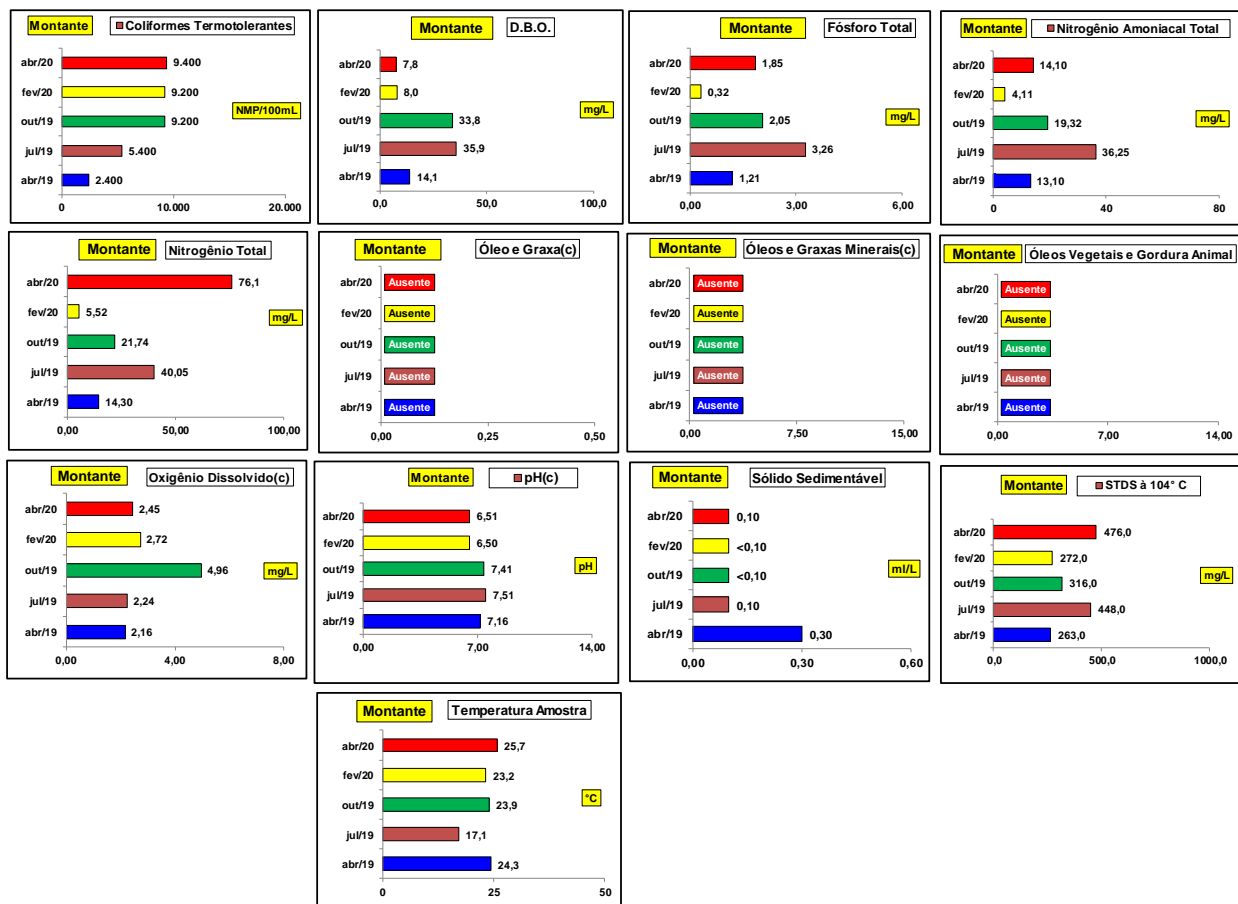 Montante Coliformes Termotolerantes
abr/20 9.400
fev/20 9.200
NMP/100mL
out/19 9.200
jul/19 5.400
abr/19 2.400
0 10.000 20.000
Montante D.B.O.
abr/20 7,8
fev/20 8,0
mg/L
out/19 33,8
jul/19 35,9
abr/19 14,1
0,0 50,0 100,0
Montante Fósforo Total
abr/20 1,85
fev/20 0,32
mg/L
out/19 2,05
jul/19 3,26
abr/19 1,21
0,00 3,00 6,00
Montante Nitrogênio Amoniacal Total
abr/20 14,10
fev/20 4,11
mg/L
out/19 19,32
jul/19 36,25
abr/19 13,10
0 40 80
Montante Nitrogênio Total
abr/20 76,1
fev/20 5,52
mg/L
out/19 21,74
jul/19 40,05
abr/19 14,30
0,00 50,00 100,00
Montante Óleo e Graxa(c)
abr/20 Ausente
fev/20 Ausente
out/19 Ausente
jul/19 Ausente
abr/19 Ausente
0,00 0,25 0,50
Montante Óleos e Graxas Minerais(c)
abr/20 Ausente
fev/20 Ausente
out/19 Ausente
jul/19 Ausente
abr/19 Ausente
0,00 7,50 15,00
Montante Óleos Vegetais e Gordura Animal
abr/20 Ausente
fev/20 Ausente
out/19 Ausente
jul/19 Ausente
abr/19 Ausente
0,00 7,00 14,00
Montante Oxigênio Dissolvido(c)
abr/20 2,45
fev/20 2,72
out/19 4,96 mg/L
jul/19 2,24
abr/19 2,16
0,00 4,00 8,00
Montante pH(c)
abr/20 6,51
fev/20 6,50
pH
out/19 7,41
jul/19 7,51
abr/19 7,16
0,00 7,00 14,00
Montante Sólido Sedimentável
abr/20 0,10
fev/20 <0,10
ml/L
out/19 <0,10
jul/19 0,10
abr/19 0,30
0,00 0,30 0,60
Montante STDS à 104° C
abr/20 476,0
fev/20 272,0
mg/L
out/19 316,0
jul/19 448,0
abr/19 263,0
0,0 500,0 1000,0
Montante Temperatura Amostra
abr/20 25,7
fev/20 23,2
°C
out/19 23,9
jul/19 17,1
abr/19 24,3
0 25 50